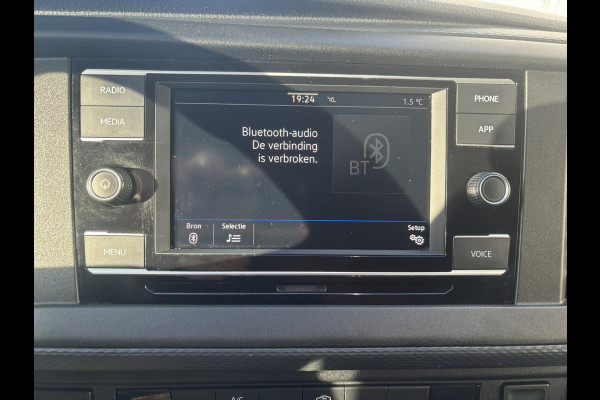 RADIO
MEDIA
MENU
19:24
1.5 °C
Bluetooth-audio
De verbinding
is verbroken.
BT
Bron
Selectie
Setup
PHONE
APP
VOICE
A/C